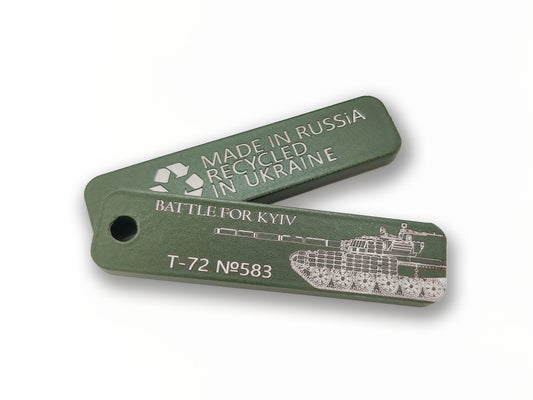 MADE IN RUSSiA
RECYCLED
IN UKRAINE
BATTLE FOR KYIV
T-72 №583